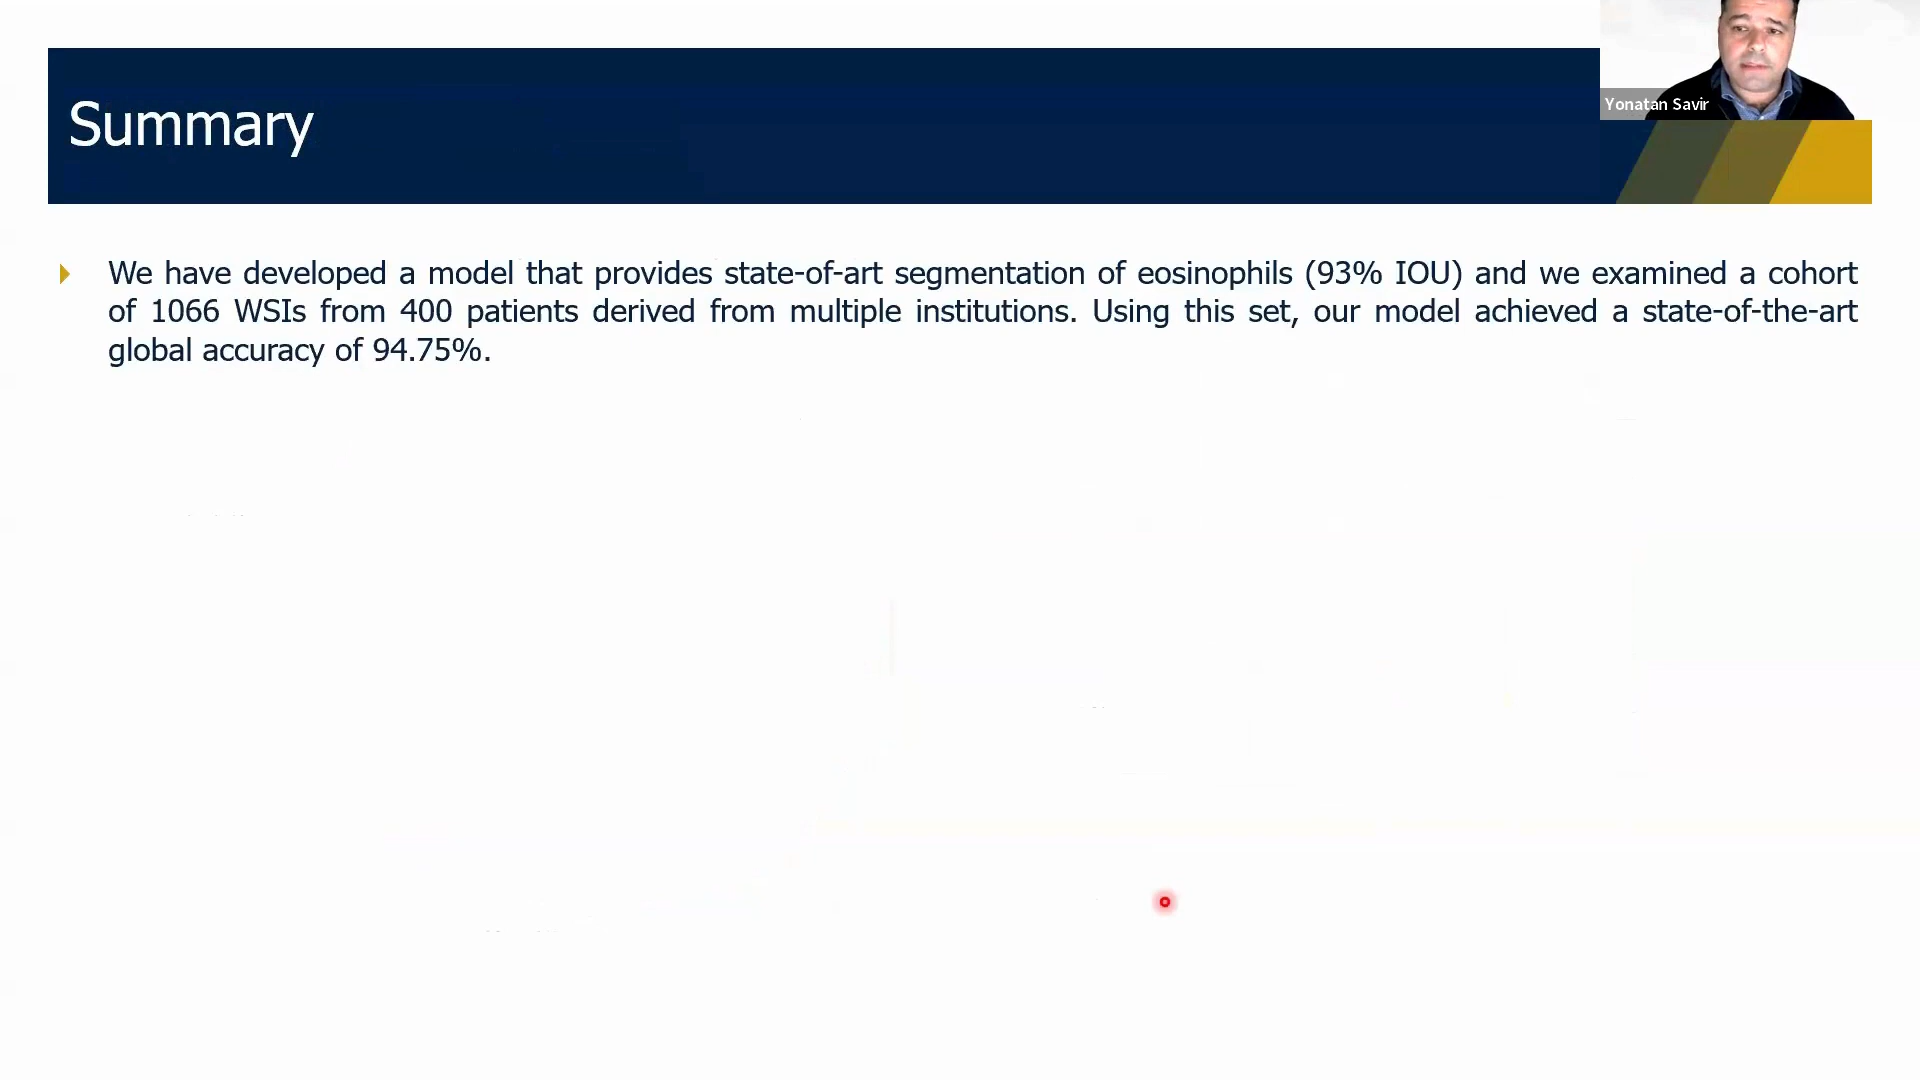 Yonatan Savir
Summary
We have developed a model that provides state-of-art segmentation of eosinophils (93% IOU) and we examined a cohort
of 1066 WSIs from 400 patients derived from multiple institutions. Using this set, our model achieved a state-of-the-art
global accuracy of 94.75%.